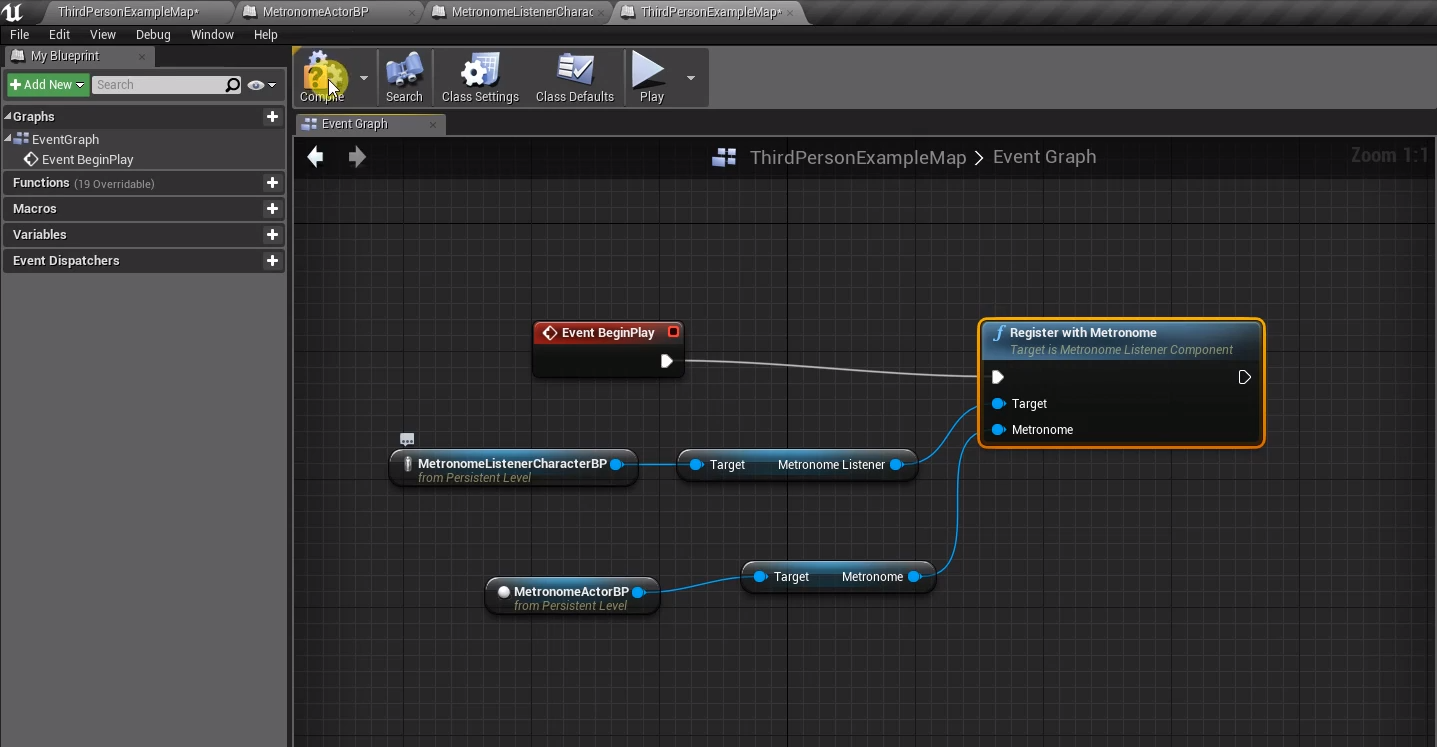 ThirdPersonExampleMap*
MetronomeActorBP
MetronomeListenerCharac
ThirdPersonExampleMap*
File Edit View Debug Window Help
My Blueprint
Add New
Search
Compile
Search
Class Settings
Class Defaults
Play
Graphs
EventGraph
Event BeginPlay
Functions (19 Overridable)
Macros
Variables
Event Dispatchers
Event Graph
ThirdPersonExampleMap > Event Graph
Zoom 1:1
Event BeginPlay
f Register with Metronome
Target is Metronome Listener Component
Target
Metronome
MetronomeListenerCharacterBP
from Persistent Level
Target Metronome Listener
MetronomeActorBP
from Persistent Level
Target Metronome